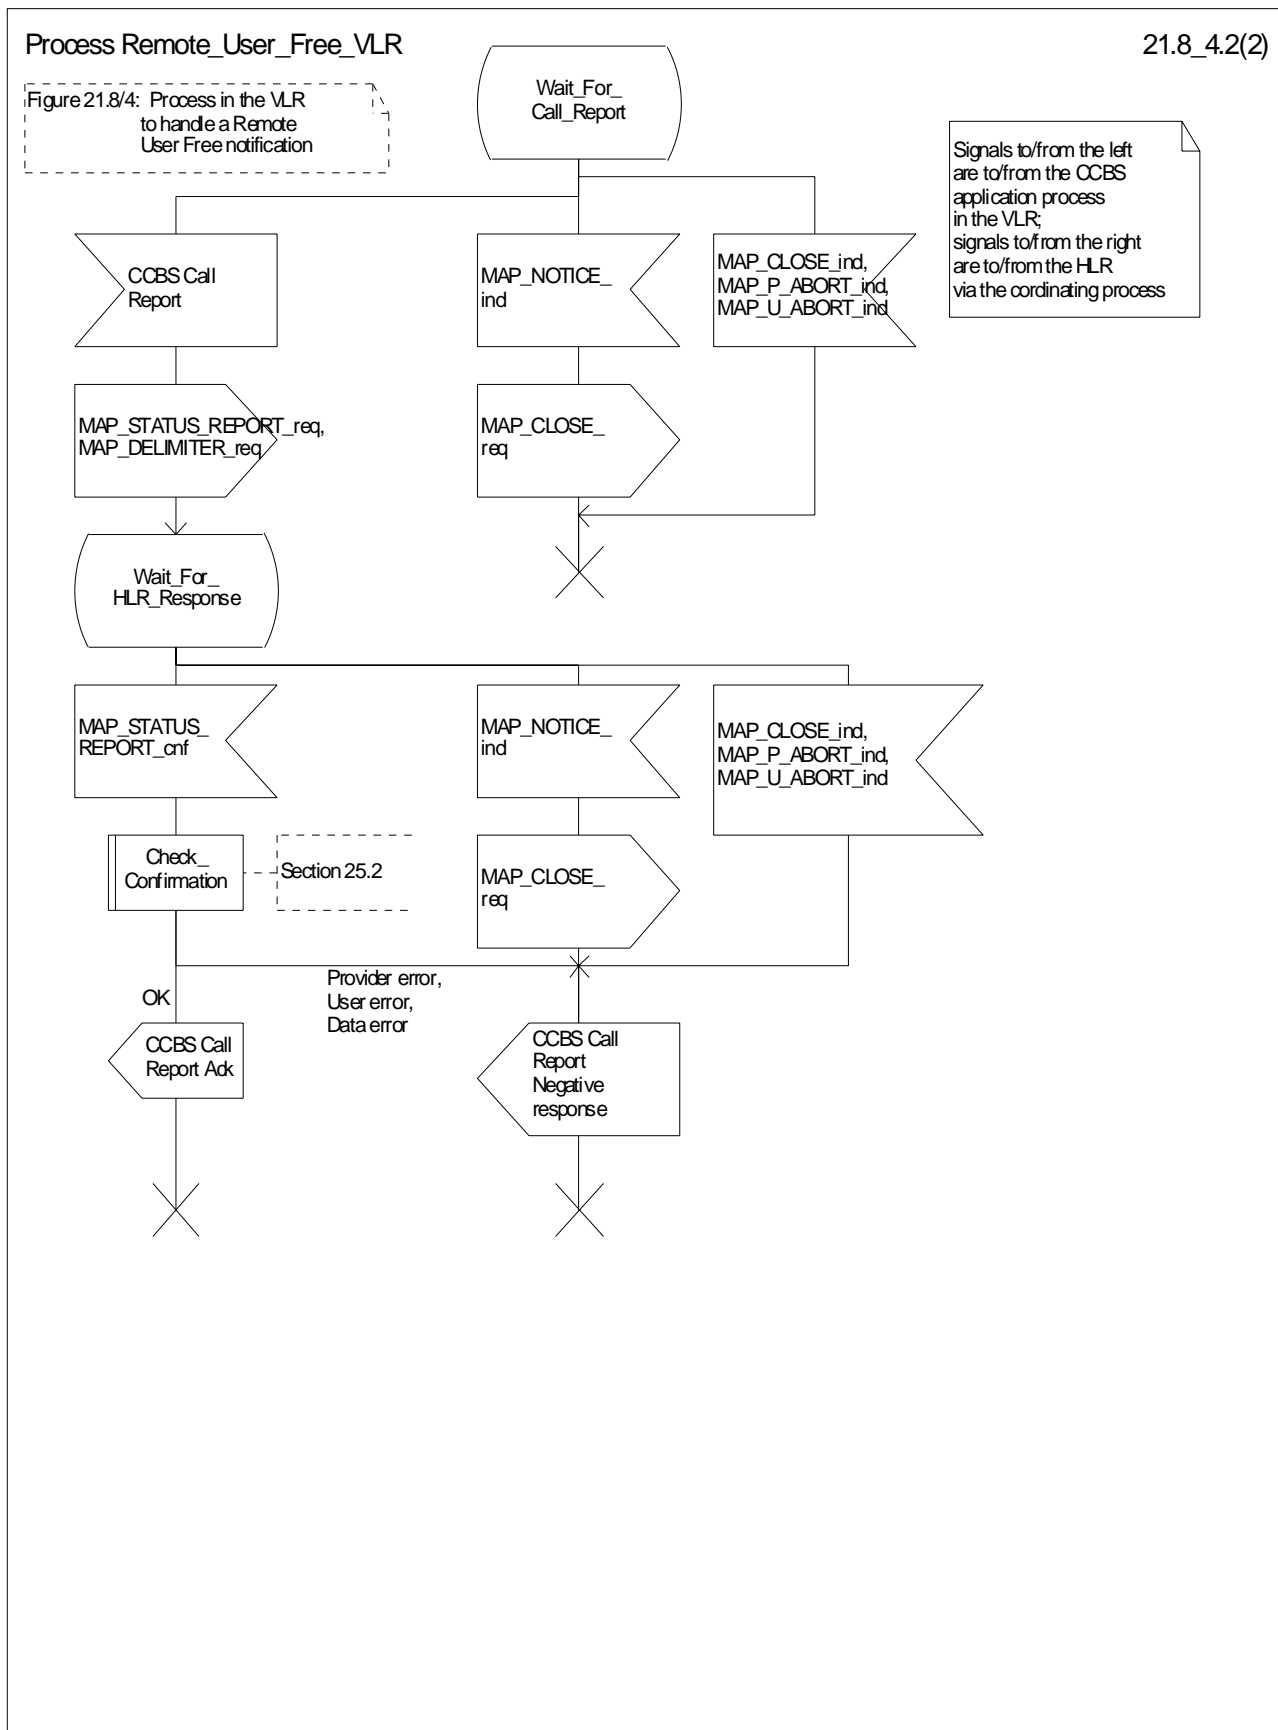 Process Remote_User_Free_VLR
21.8_4.2(2)
Figure 21.8/4: Process in the VLR
to handle a Remote
User Free notification
Wait_For_
Call_Report
Signals to/from the left
are to/from the CCBS
application process
in the VLR;
signals to/from the right
are to/from the HLR
via the cordinating process
CCBS Call
Report
MAP_NOTICE_
ind
MAP_CLOSE_ind,
MAP_P_ABORT_ind,
MAP_U_ABORT_ind
MAP_STATUS_REPORT_req,
MAP_DELIMITER_req
MAP_CLOSE_
req
Wait_For_
HLR_Response
MAP_STATUS_
REPORT_cnf
MAP_NOTICE_
ind
MAP_CLOSE_ind,
MAP_P_ABORT_ind,
MAP_U_ABORT_ind
Check_
Confirmation
Section 25.2
MAP_CLOSE_
req
Provider error,
User error,
Data error
OK
CCBS Call
Report Ack
CCBS Call
Report
Negative
response